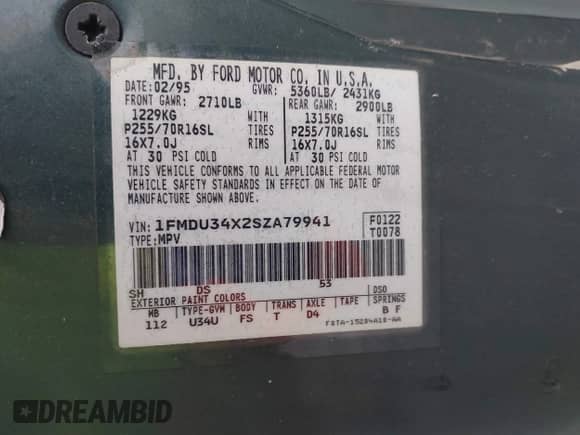 MFD. BY FORD MOTOR CO. IN U.S.A.
DATE: 02/95 GVWR: 5360LB/ 2431KG
FRONT GAWR: 2710LB REAR GAWR: 2900LB
1229KG WITH 1315KG WITH
P255/70R16SL TIRES P255/70R16SL TIRES
16X7.0J RIMS 16X7.0J RIMS
AT 30 PSI COLD AT 30 PSI COLD
THIS VEHICLE CONFORMS TO ALL APPLICABLE FEDERAL MOTOR
VEHICLE SAFETY STANDARDS IN EFFECT ON THE DATE OF
MANUFACTURE SHOWN ABOVE.
VIN: 1FMDU34X2SZA79941 F0122
TYPE: MPV T0078
SH DS 53
EXTERIOR PAINT COLORS DSO
WB TYPE-GVW BODY TRANS AXLE TAPE SPRINGS
112 U34U FS T D4 B F
F87A-15294A10-AA
DREAMBID